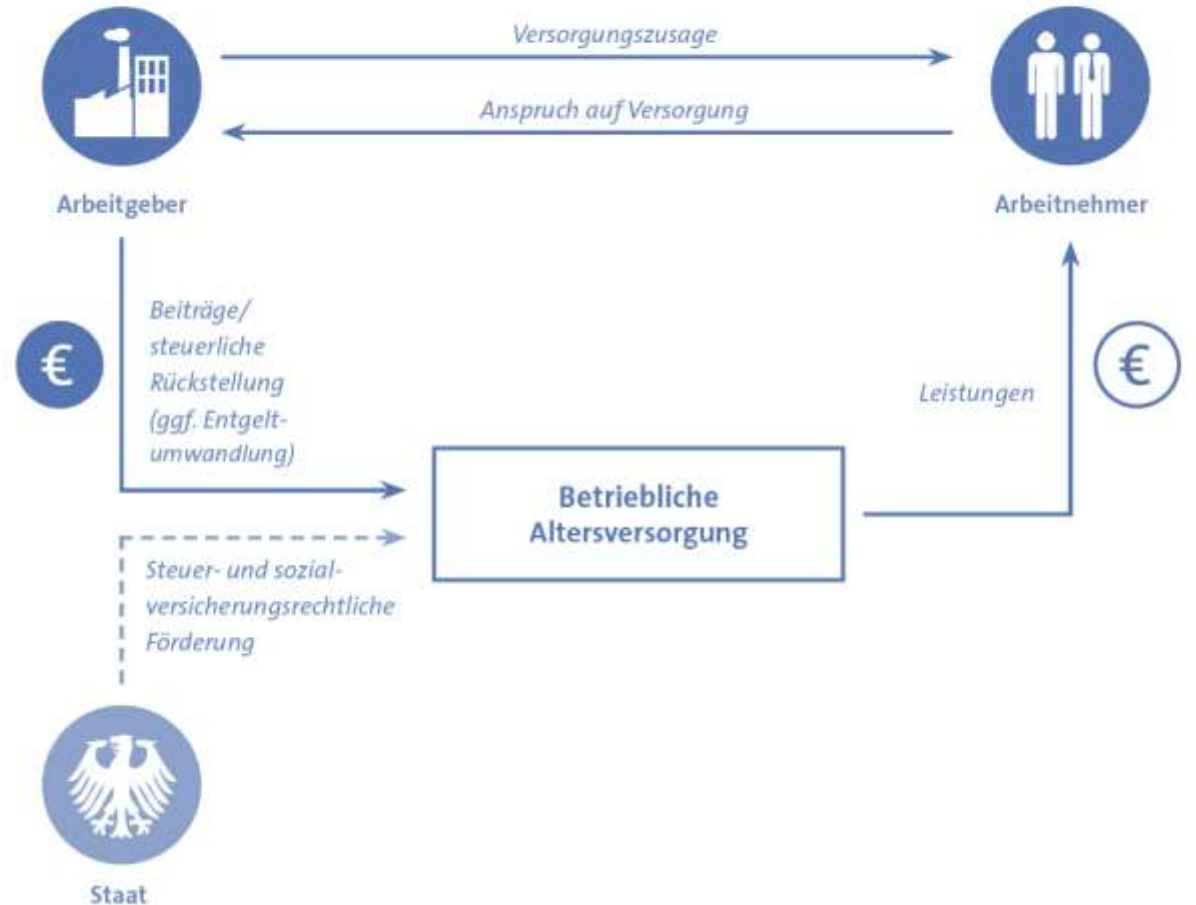 Versorgungszusage
Anspruch auf Versorgung
Arbeitgeber
Arbeitnehmer
Beiträge/
steuerliche
Rückstellung
(ggf. Entgelt-
umwandlung)
€
€
Leistungen
Betriebliche
Altersversorgung
Steuer- und sozial-
versicherungsrechtliche
Förderung
Staat